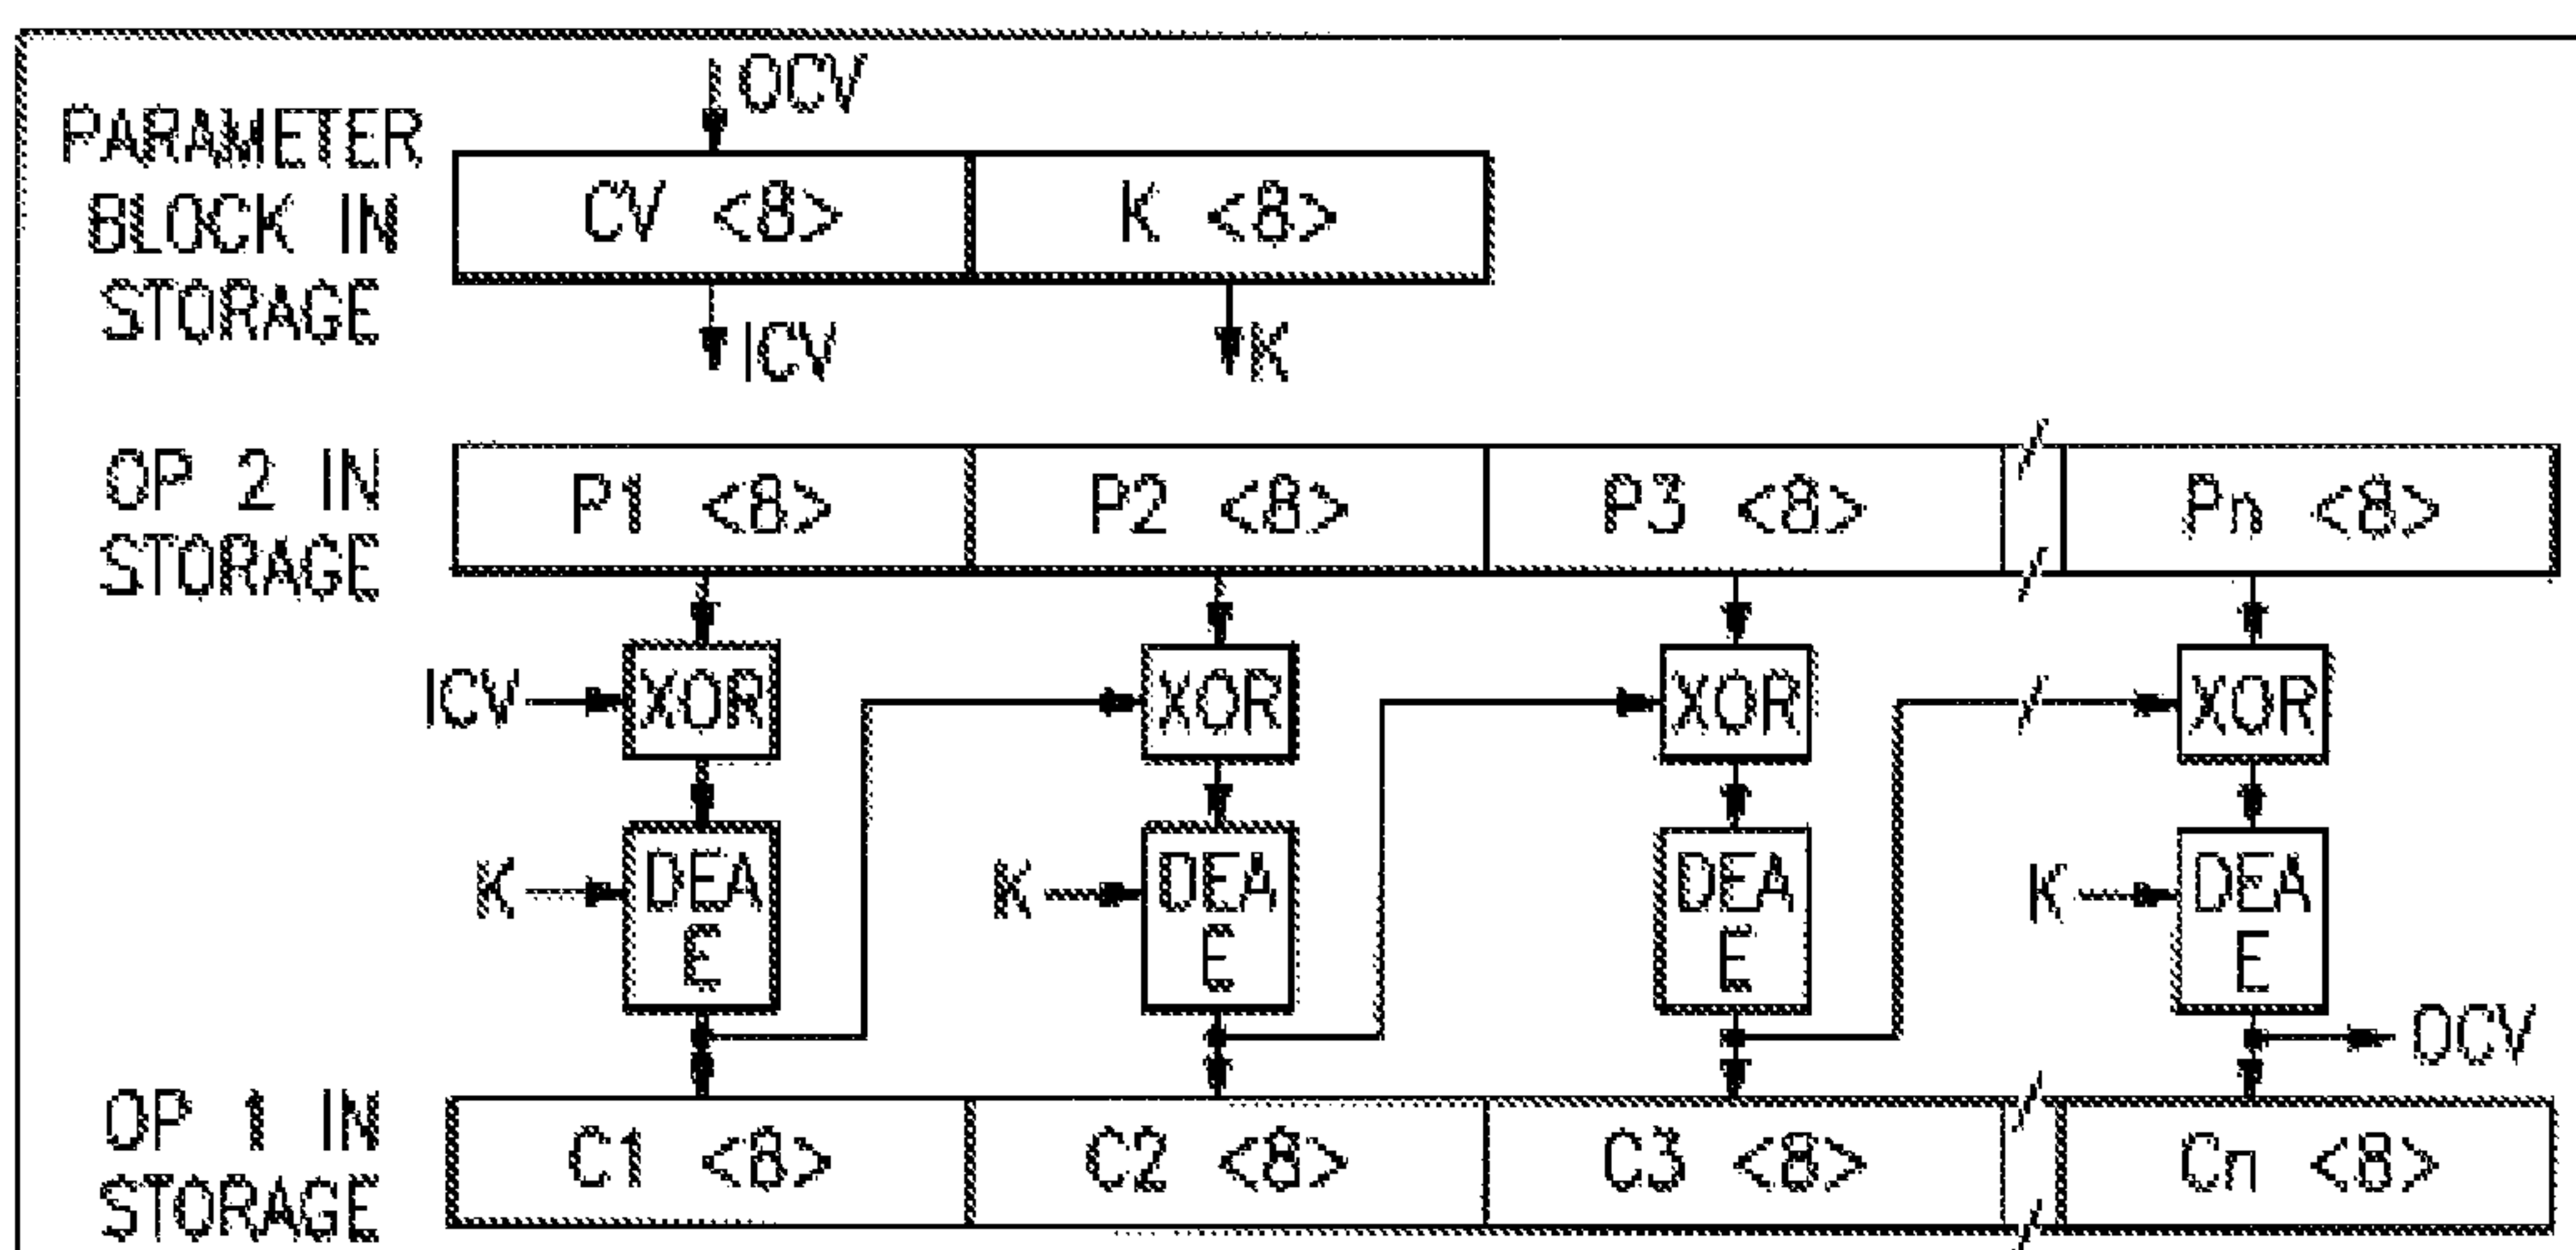 OCV
PARAMETER
BLOCK IN
STORAGE
CV <8>
K <8>
ICV
K
OP 2 IN
STORAGE
P1 <8>
P2 <8>
P3 <8>
Pn <8>
ICV
XOR
XOR
XOR
XOR
K
DEA
E
K
DEA
E
DEA
E
K
DEA
E
OCV
OP 1 IN
STORAGE
C1 <8>
C2 <8>
C3 <8>
Cn <8>